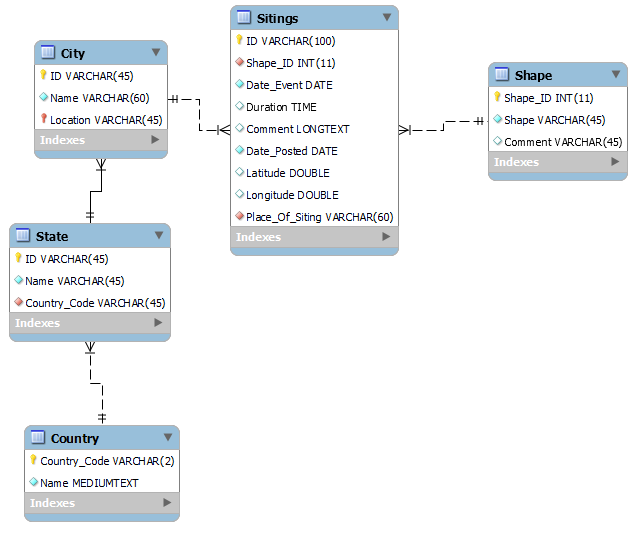 City
ID VARCHAR(45)
Name VARCHAR(60)
Location VARCHAR(45)
Indexes
Sitings
ID VARCHAR(100)
Shape_ID INT(11)
Date_Event DATE
Duration TIME
Comment LONGTEXT
Date_Posted DATE
Latitude DOUBLE
Longitude DOUBLE
Place_Of_Siting VARCHAR(60)
Indexes
Shape
Shape_ID INT(11)
Shape VARCHAR(45)
Comment VARCHAR(45)
Indexes
State
ID VARCHAR(45)
Name VARCHAR(45)
Country_Code VARCHAR(45)
Indexes
Country
Country_Code VARCHAR(2)
Name MEDIUMTEXT
Indexes